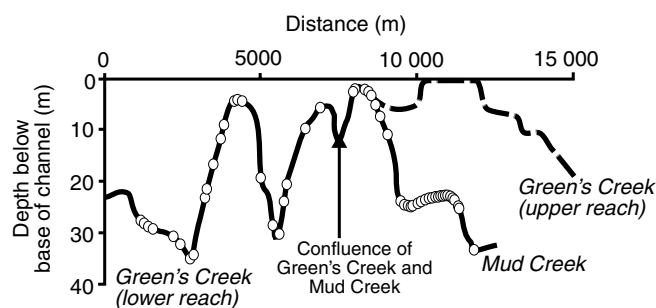 Distance (m)
0 5000 10 000 15 000
Depth below
base of channel (m)
0
10
20
30
40
Green's Creek
(lower reach)
Confluence of
Green's Creek and
Mud Creek
Green's Creek
(upper reach)
Mud Creek